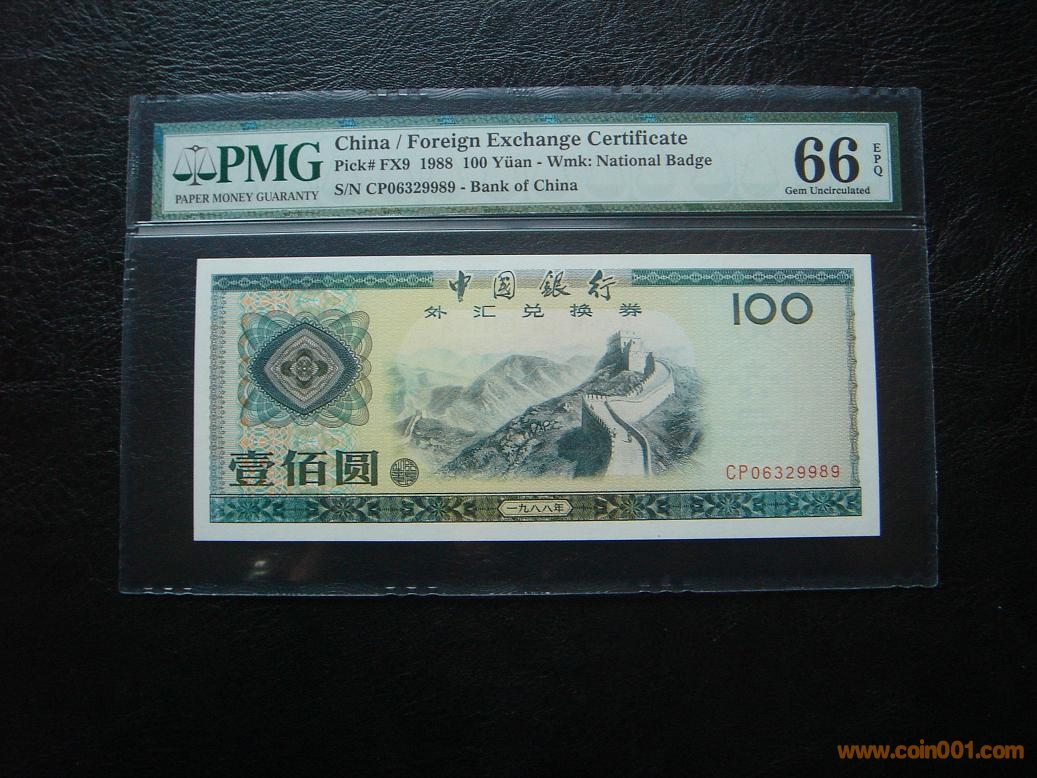 PMG
PAPER MONEY GUARANTY
China / Foreign Exchange Certificate
Pick# FX9 1988 100 Yüan - Wmk: National Badge
S/N CP06329989 - Bank of China
66
EPQ
Gem Uncirculated
中國銀行
外汇兑换券
100
壹佰圆
CP06329989
一九八八年
www.coin001.com